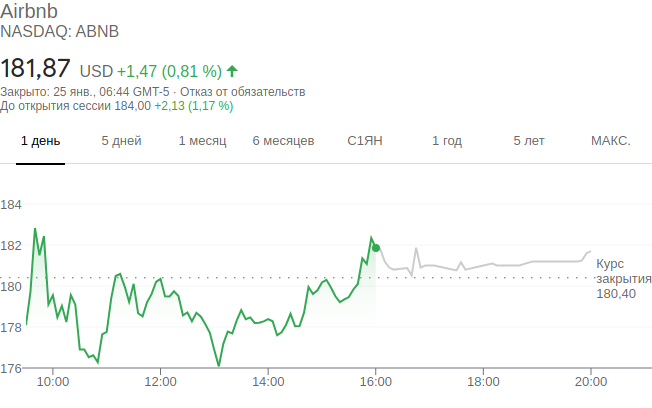 Airbnb
NASDAQ: ABNB
181,87 USD +1,47 (0,81 %)
Закрыто: 25 янв., 06:44 GMT-5 · Отказ от обязательств
До открытия сессии 184,00 +2,13 (1,17 %)
1 день 5 дней 1 месяц 6 месяцев С1ЯН 1 год 5 лет МАКС.
184
182
180
178
176
Курс
закрытия
180,40
10:00 12:00 14:00 16:00 18:00 20:00